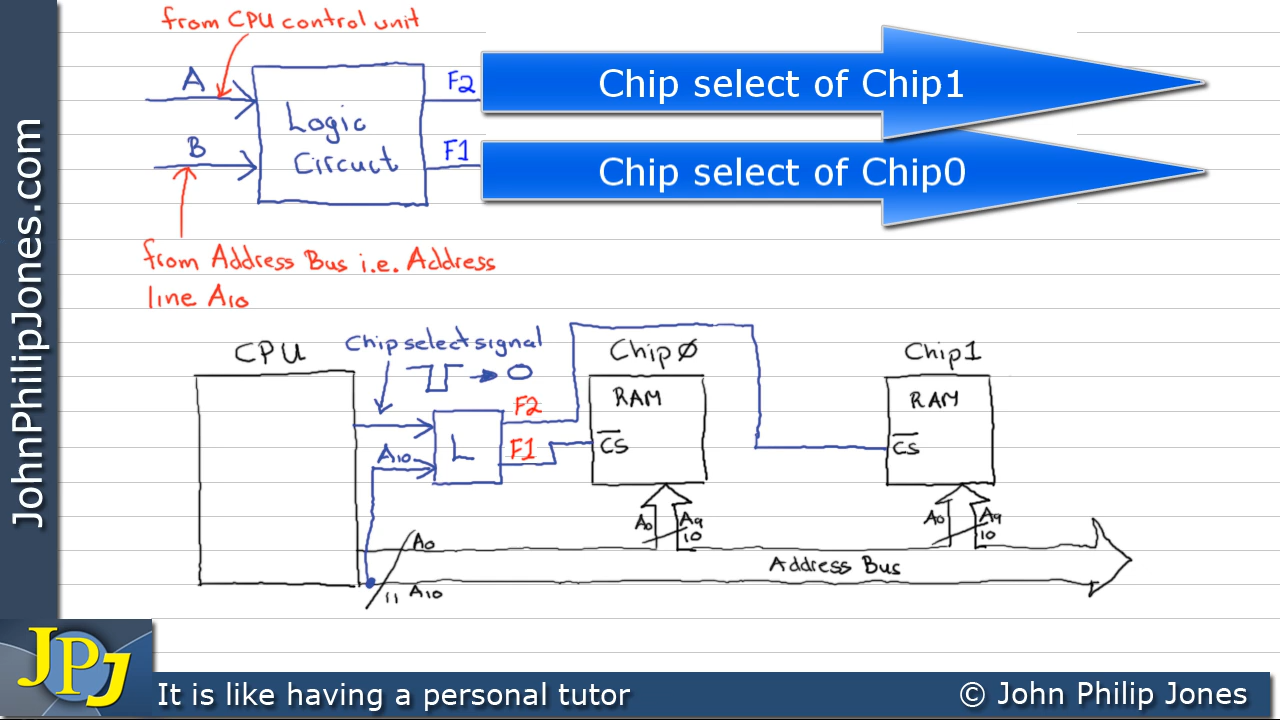 from CPU control unit
A
F2
Chip select of Chip1
Logic
Circuit
B
F1
Chip select of Chip0
from Address Bus i.e. Address
line A10
CPU
Chip select signal
0
Chip0
Chip1
RAM
RAM
F2
F1
L
A10
CS
CS
A0
A9
10
A0
A9
10
A0
Address Bus
11 A10
JohnPhilipJones.com
JPJ
It is like having a personal tutor
© John Philip Jones